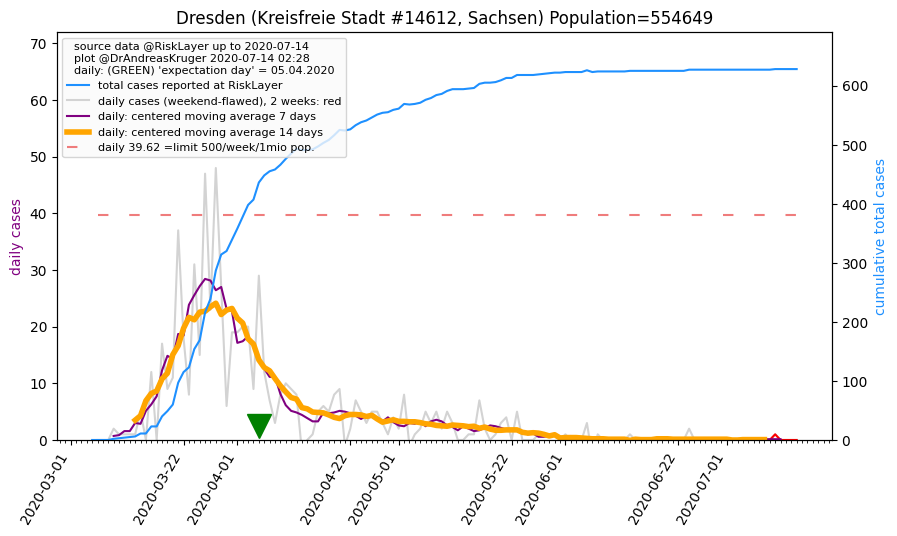 Dresden (Kreisfreie Stadt #14612, Sachsen) Population=554649
source data @RiskLayer up to 2020-07-14
plot @DrAndreasKruger 2020-07-14 02:28
daily: (GREEN) 'expectation day' = 05.04.2020
total cases reported at RiskLayer
daily cases (weekend-flawed), 2 weeks: red
daily: centered moving average 7 days
daily: centered moving average 14 days
daily 39.62 =limit 500/week/1mio pop.
daily cases
70
60
50
40
30
20
10
0
cumulative total cases
600
500
400
300
200
100
0
2020-03-01
2020-03-22
2020-04-01
2020-04-22
2020-05-01
2020-05-22
2020-06-01
2020-06-22
2020-07-01